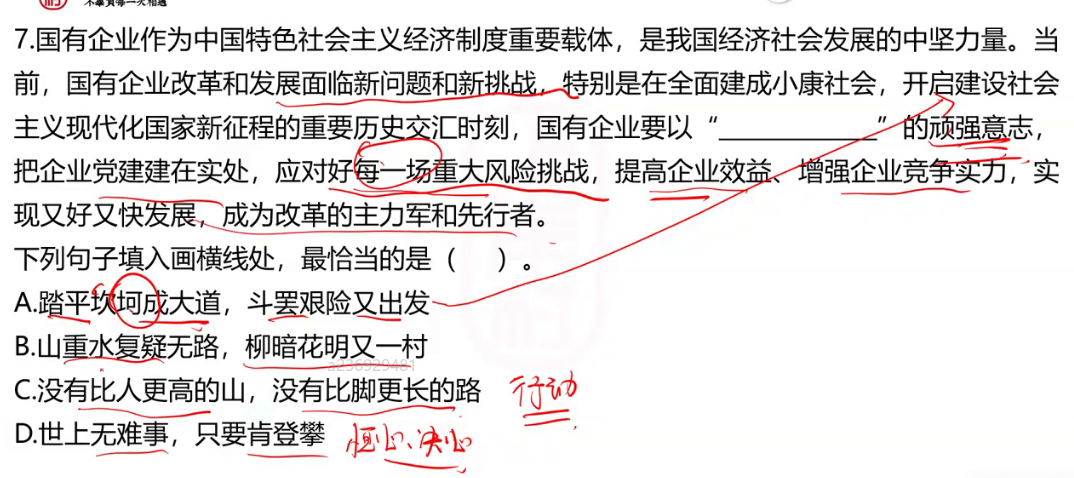 不辜负每一次相遇
7.国有企业作为中国特色社会主义经济制度重要载体，是我国经济社会发展的中坚力量。当
前，国有企业改革和发展面临新问题和新挑战，特别是在全面建成小康社会，开启建设社会
主义现代化国家新征程的重要历史交汇时刻，国有企业要以“____________”的顽强意志，
把企业党建建在实处，应对好每一场重大风险挑战，提高企业效益、增强企业竞争实力，实
现又好又快发展，成为改革的主力军和先行者。
下列句子填入画横线处，最恰当的是（ ）。
A.踏平坎坷成大道，斗罢艰险又出发
B.山重水复疑无路，柳暗花明又一村
a236929481
C.没有比人更高的山，没有比脚更长的路 行动
D.世上无难事，只要肯登攀 恒心、决心